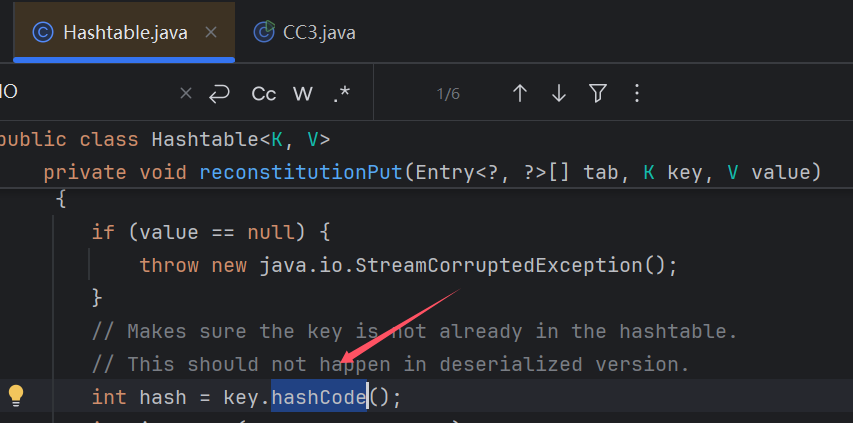 Hashtable.java
CC3.java
IO
Cc W .*
1/6
public class Hashtable<K, V>
private void reconstitutionPut(Entry<?, ?>[] tab, K key, V value)
{
if (value == null) {
throw new java.io.StreamCorruptedException();
}
// Makes sure the key is not already in the hashtable.
// This should not happen in deserialized version.
int hash = key.hashCode();